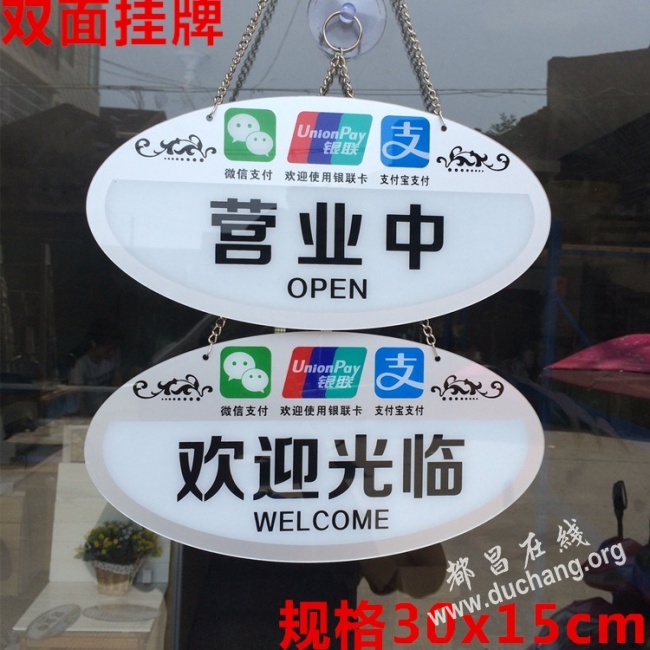 双面挂牌
UnionPay
银联
支
微信支付 欢迎使用银联卡 支付宝支付
营业中
OPEN
UnionPay
银联
支
微信支付 欢迎使用银联卡 支付宝支付
欢迎光临
WELCOME
都昌在線
www.duchang.org
规格30x15cm